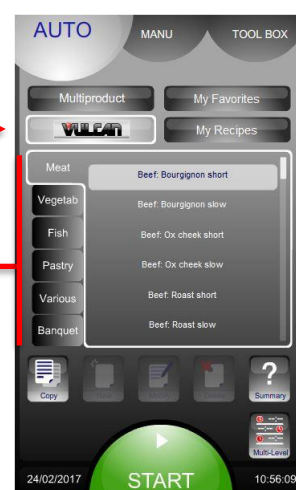 AUTO
MANU
TOOL BOX
Multiproduct
My Favorites
VULCAN
My Recipes
Meat
Vegetab
Fish
Pastry
Various
Banquet
Beef: Bourgignon short
Beef: Bourgignon slow
Beef: Ox cheek short
Beef: Ox cheek slow
Beef: Roast short
Beef: Roast slow
Copy
?
Summary
Multi-Level
24/02/2017
START
10:56:09